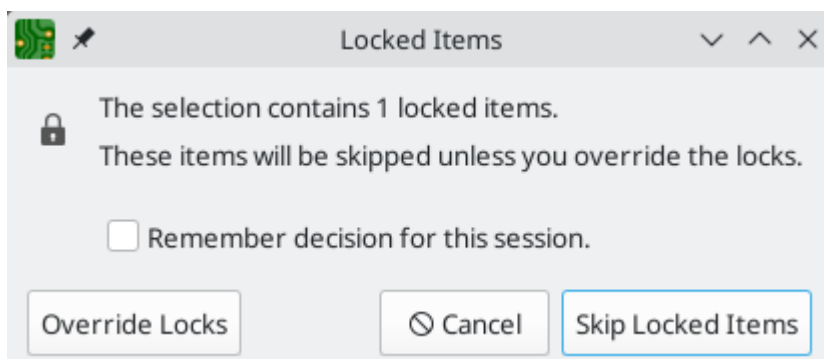 Locked Items
The selection contains 1 locked items.
These items will be skipped unless you override the locks.
Remember decision for this session.
Override Locks
Cancel
Skip Locked Items